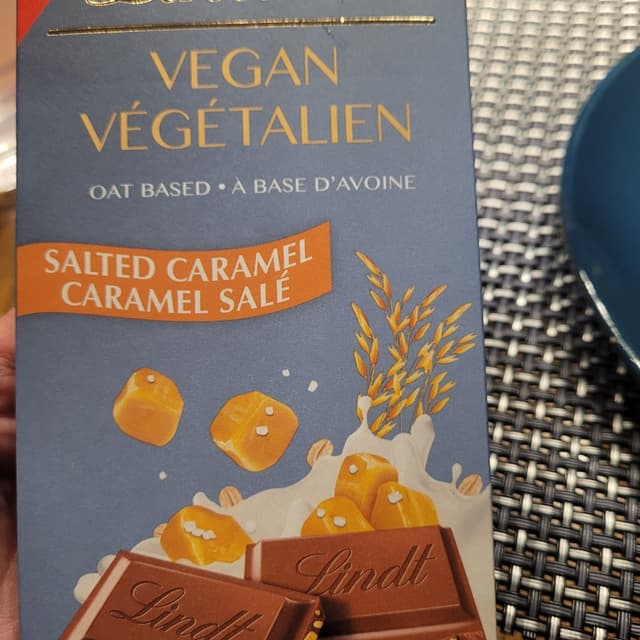 VEGAN
VÉGÉTALIEN
OAT BASED • À BASE D'AVOINE
SALTED CARAMEL
CARAMEL SALÉ
Lindt
Lindt